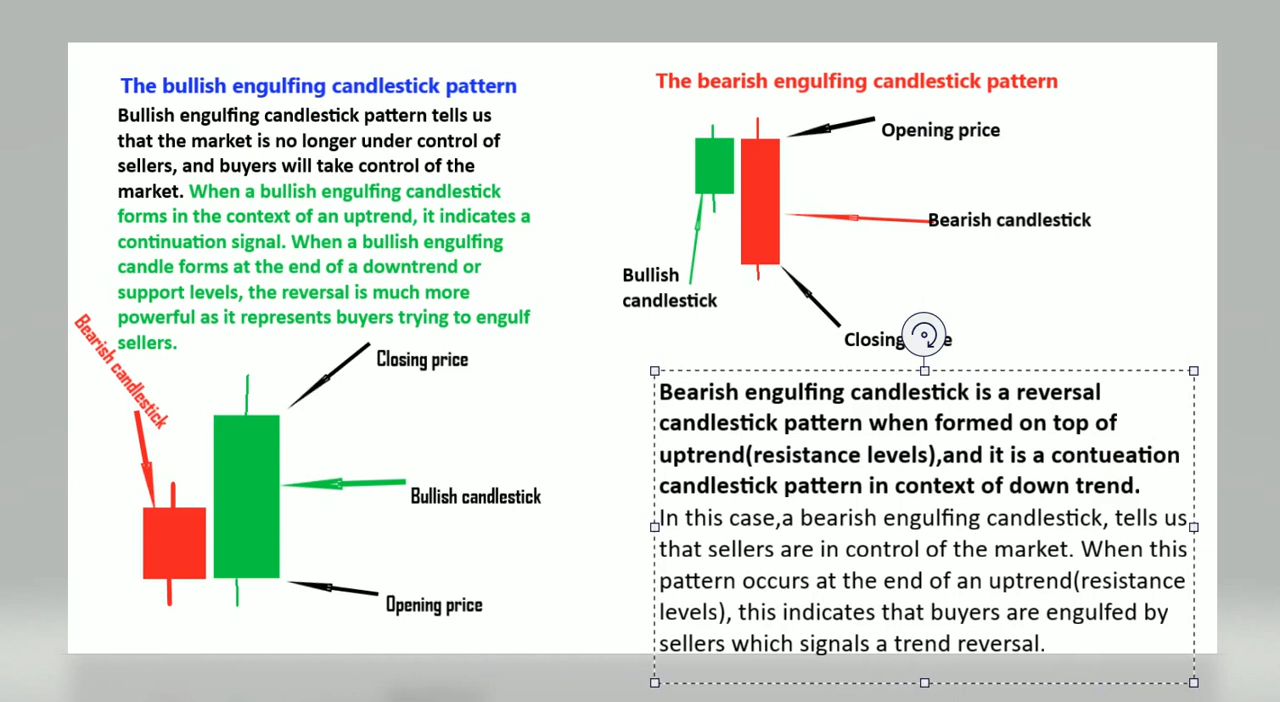 The bullish engulfing candlestick pattern
Bullish engulfing candlestick pattern tells us
that the market is no longer under control of
sellers, and buyers will take control of the
market. When a bullish engulfing candlestick
forms in the context of an uptrend, it indicates a
continuation signal. When a bullish engulfing
candle forms at the end of a downtrend or
support levels, the reversal is much more
powerful as it represents buyers trying to engulf
sellers.
Bearish candlestick
Closing price
Bullish candlestick
Opening price
The bearish engulfing candlestick pattern
Opening price
Bearish candlestick
Bullish
candlestick
Closing
Bearish engulfing candlestick is a reversal
candlestick pattern when formed on top of
uptrend(resistance levels),and it is a contueation
candlestick pattern in context of down trend.
In this case,a bearish engulfing candlestick, tells us
that sellers are in control of the market. When this
pattern occurs at the end of an uptrend(resistance
levels), this indicates that buyers are engulfed by
sellers which signals a trend reversal.